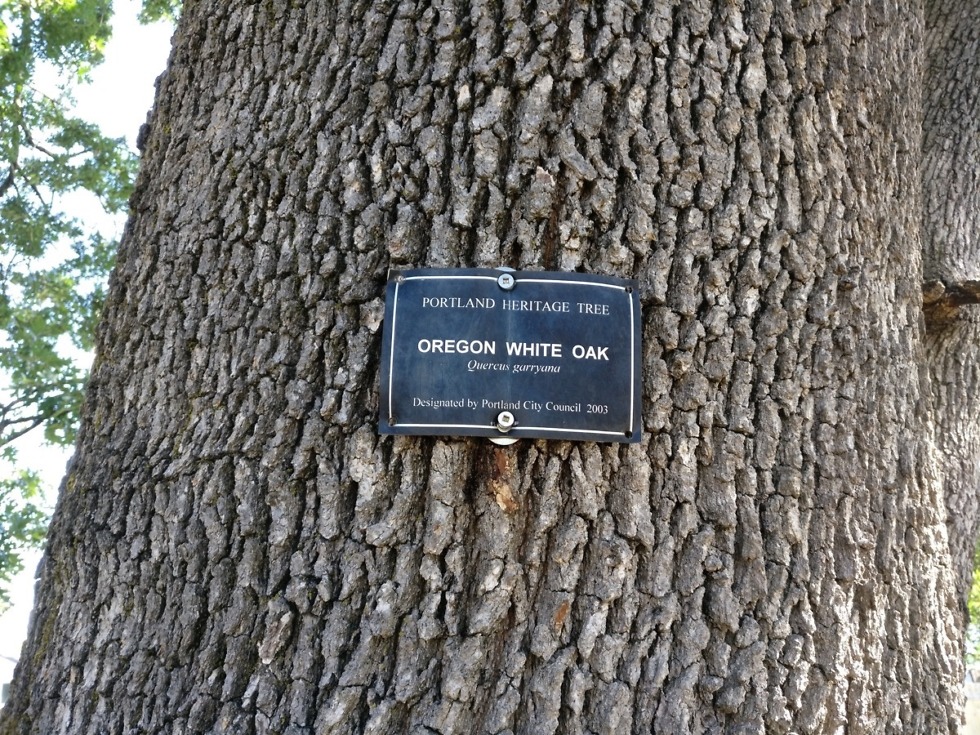 PORTLAND HERITAGE TREE
OREGON WHITE OAK
Quercus garryana
Designated by Portland City Council 2003